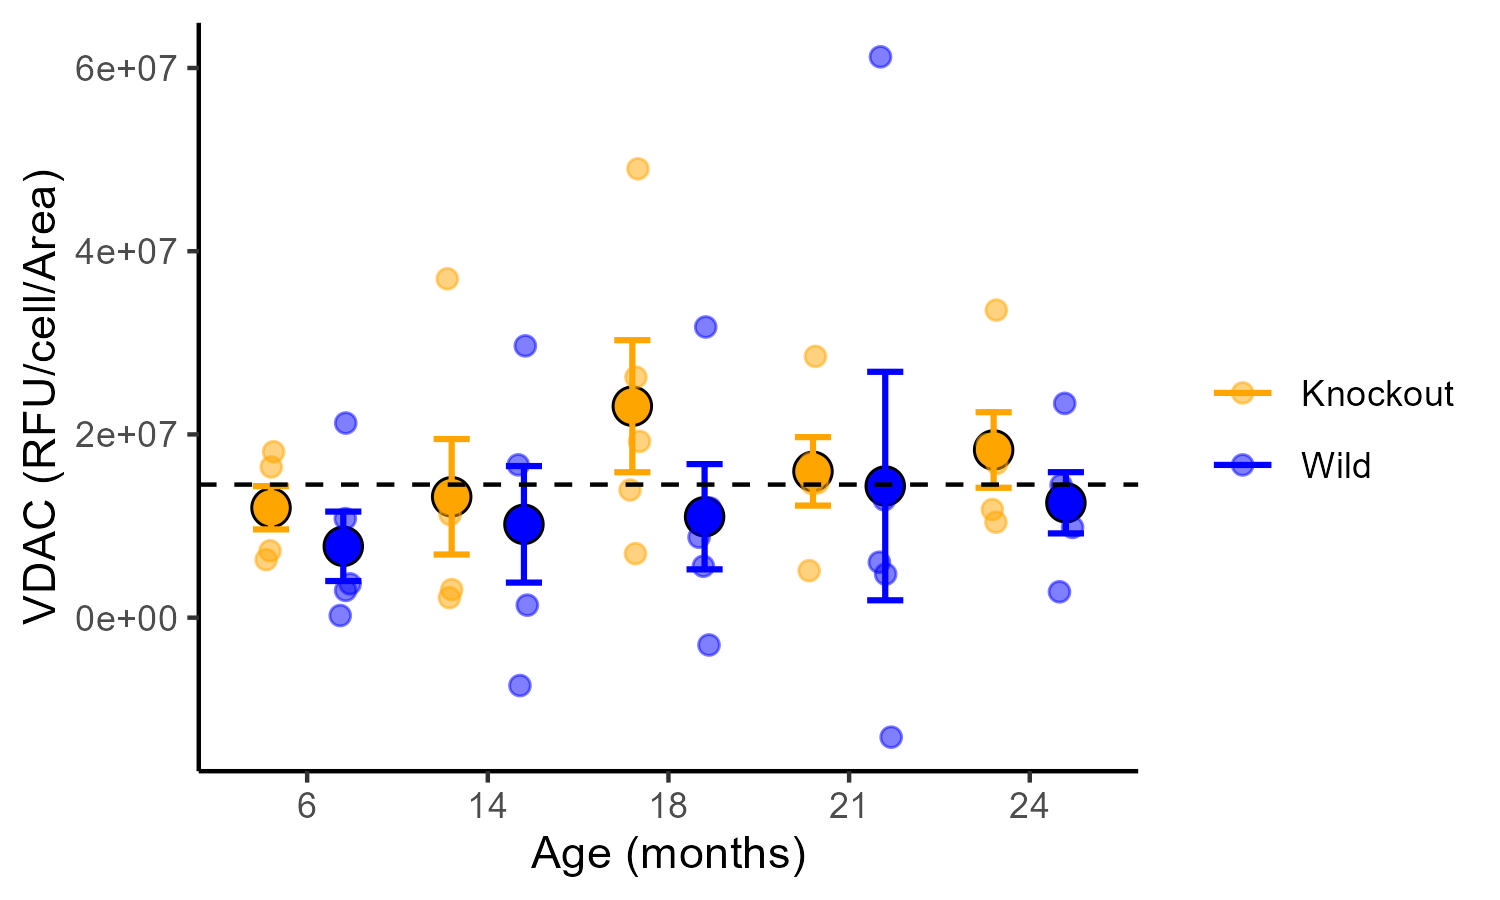 VDAC (RFU/cell/Area)
6e+07
4e+07
2e+07
0e+00
6 14 18 21 24
Age (months)
Knockout
Wild